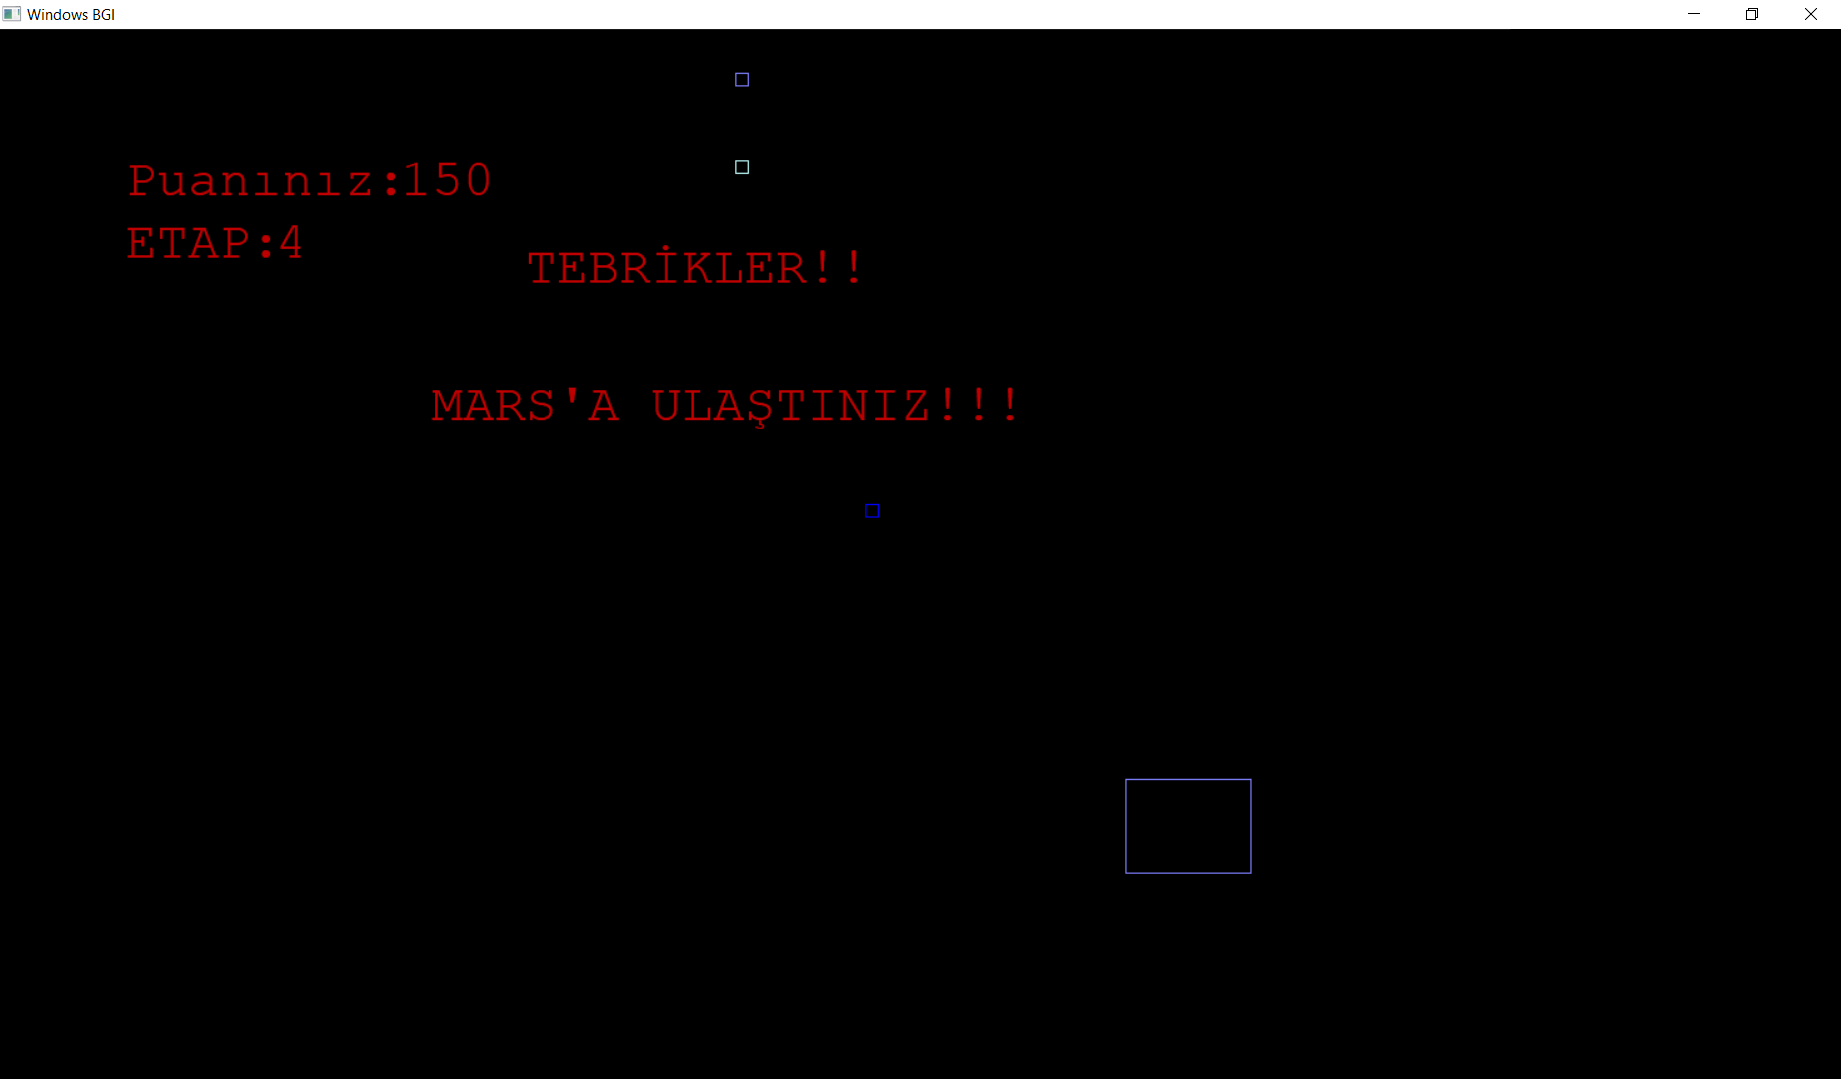 Windows BGI
Puanınız:150
ETAP:4
TEBRİKLER!!
MARS'A ULAŞTINIZ!!!